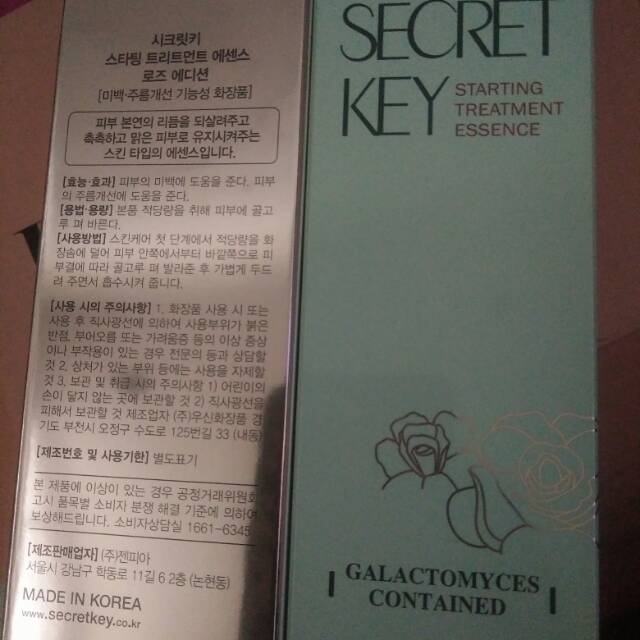 시크릿키
스타팅 트리트먼트 에센스
로즈 에디션
[미백·주름개선 기능성 화장품]
피부 본연의 리듬을 되살려주고
촉촉하고 맑은 피부로 유지시켜주는
스킨 타입의 에센스입니다.
[효능·효과] 피부의 미백에 도움을 준다. 피부
의 주름개선에 도움을 준다.
[용법·용량] 본품 적당량을 취해 피부에 골고
루 펴 바른다.
[사용방법] 스킨케어 첫 단계에서 적당량을 화
장솜에 덜어 피부 안쪽에서부터 바깥쪽으로 피
부결에 따라 골고루 펴 발라준 후 가볍게 두드
려 주면서 흡수시켜 줍니다.
[사용 시의 주의사항] 1. 화장품 사용 시 또는
사용 후 직사광선에 의하여 사용부위가 붉은
반점, 부어오름 또는 가려움증 등의 이상 증상
이나 부작용이 있는 경우 전문의 등과 상담할
것 2. 상처가 있는 부위 등에는 사용을 자제할
것 3. 보관 및 취급 시의 주의사항 1) 어린이의
손이 닿지 않는 곳에 보관할 것 2) 직사광선을
피해서 보관할 것 제조업자 (주)우신화장품 경
기도 부천시 오정구 수도로 125번길 33 (내동)
[제조번호 및 사용기한] 별도표기
본 제품에 이상이 있는 경우 공정거래위원회
고시 품목별 소비자 분쟁 해결 기준에 의하여
보상해드립니다. 소비자상담실 1661-6345
[제조판매업자] (주)젠피아
서울시 강남구 학동로 11길 6 2층 (논현동)
MADE IN KOREA
www.secretkey.co.kr
SECRET
KEY
STARTING
TREATMENT
ESSENCE
GALACTOMYCES
CONTAINED